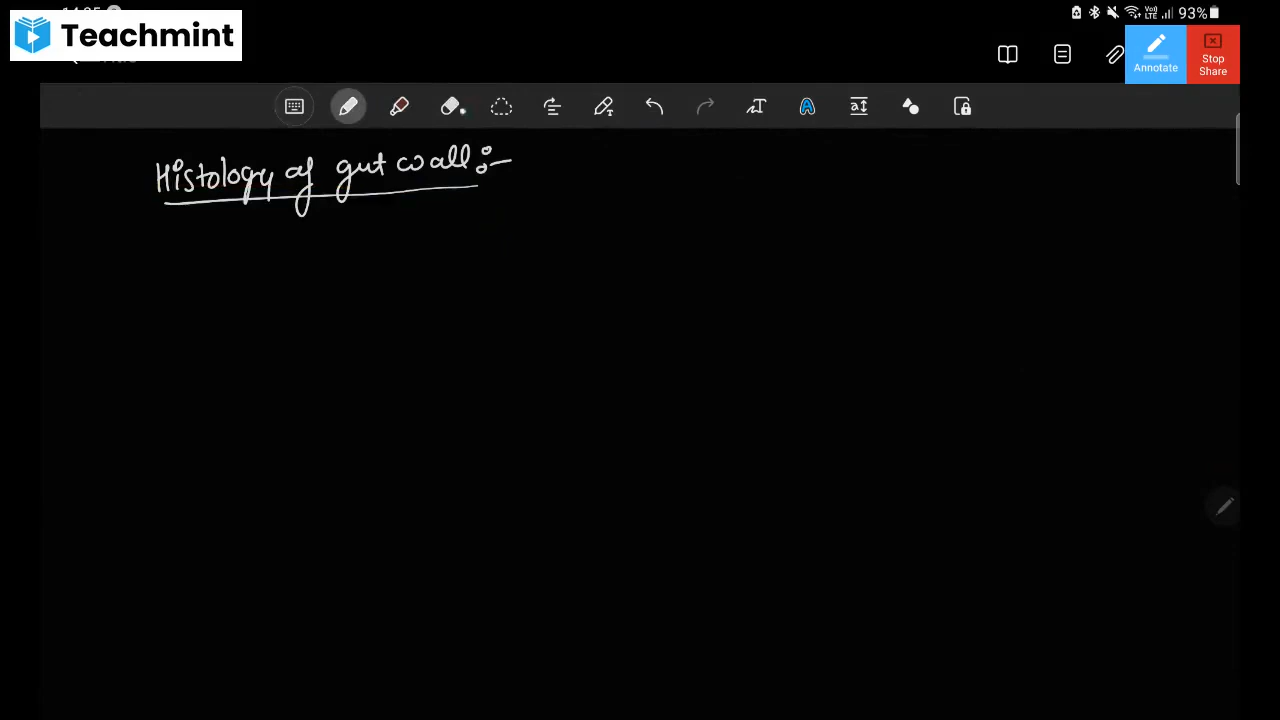 Teachmint
93%
Annotate
Stop
Share
Histology of gut wall :-